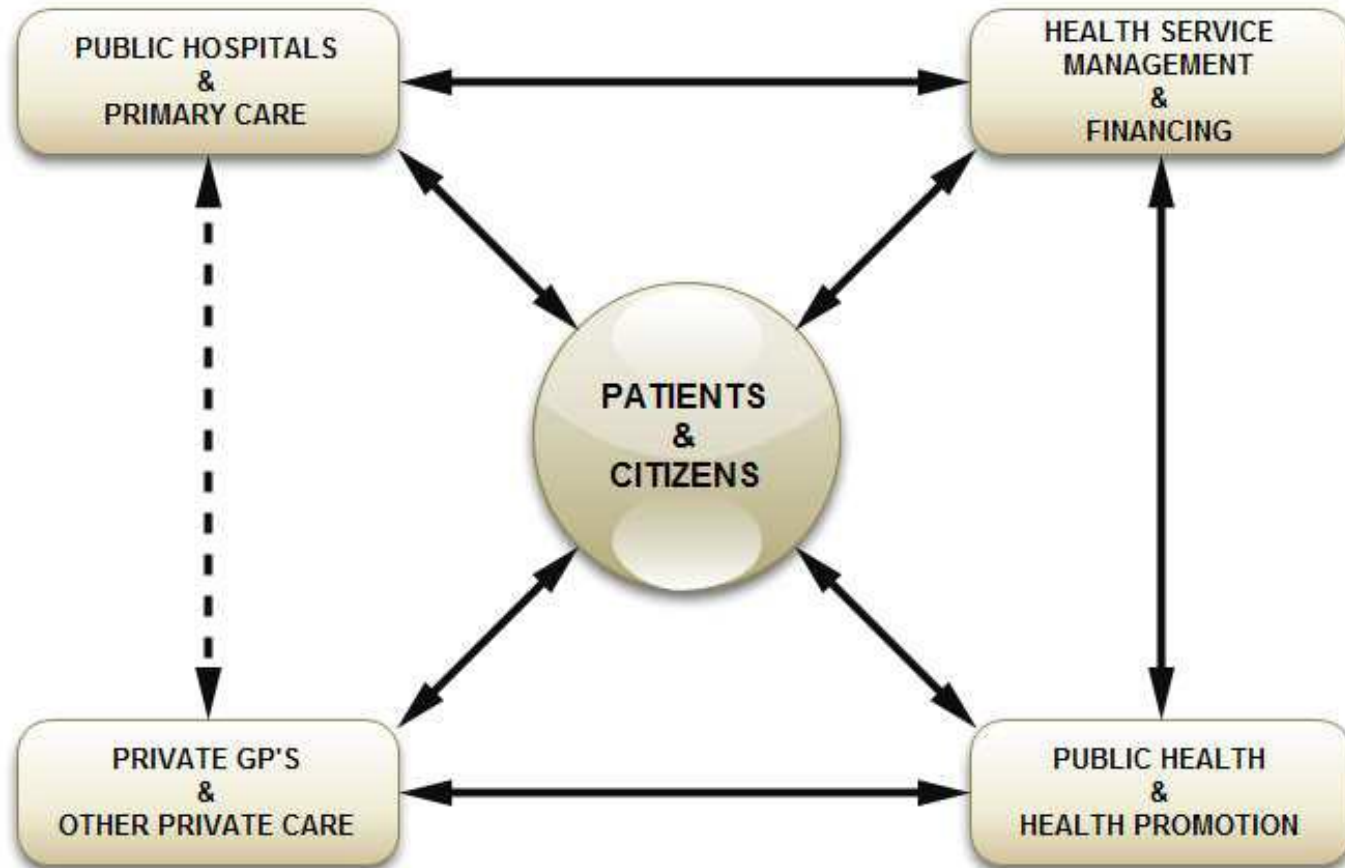 PUBLIC HOSPITALS
&
PRIMARY CARE
HEALTH SERVICE
MANAGEMENT
&
FINANCING
PATIENTS
&
CITIZENS
PRIVATE GP'S
&
OTHER PRIVATE CARE
PUBLIC HEALTH
&
HEALTH PROMOTION